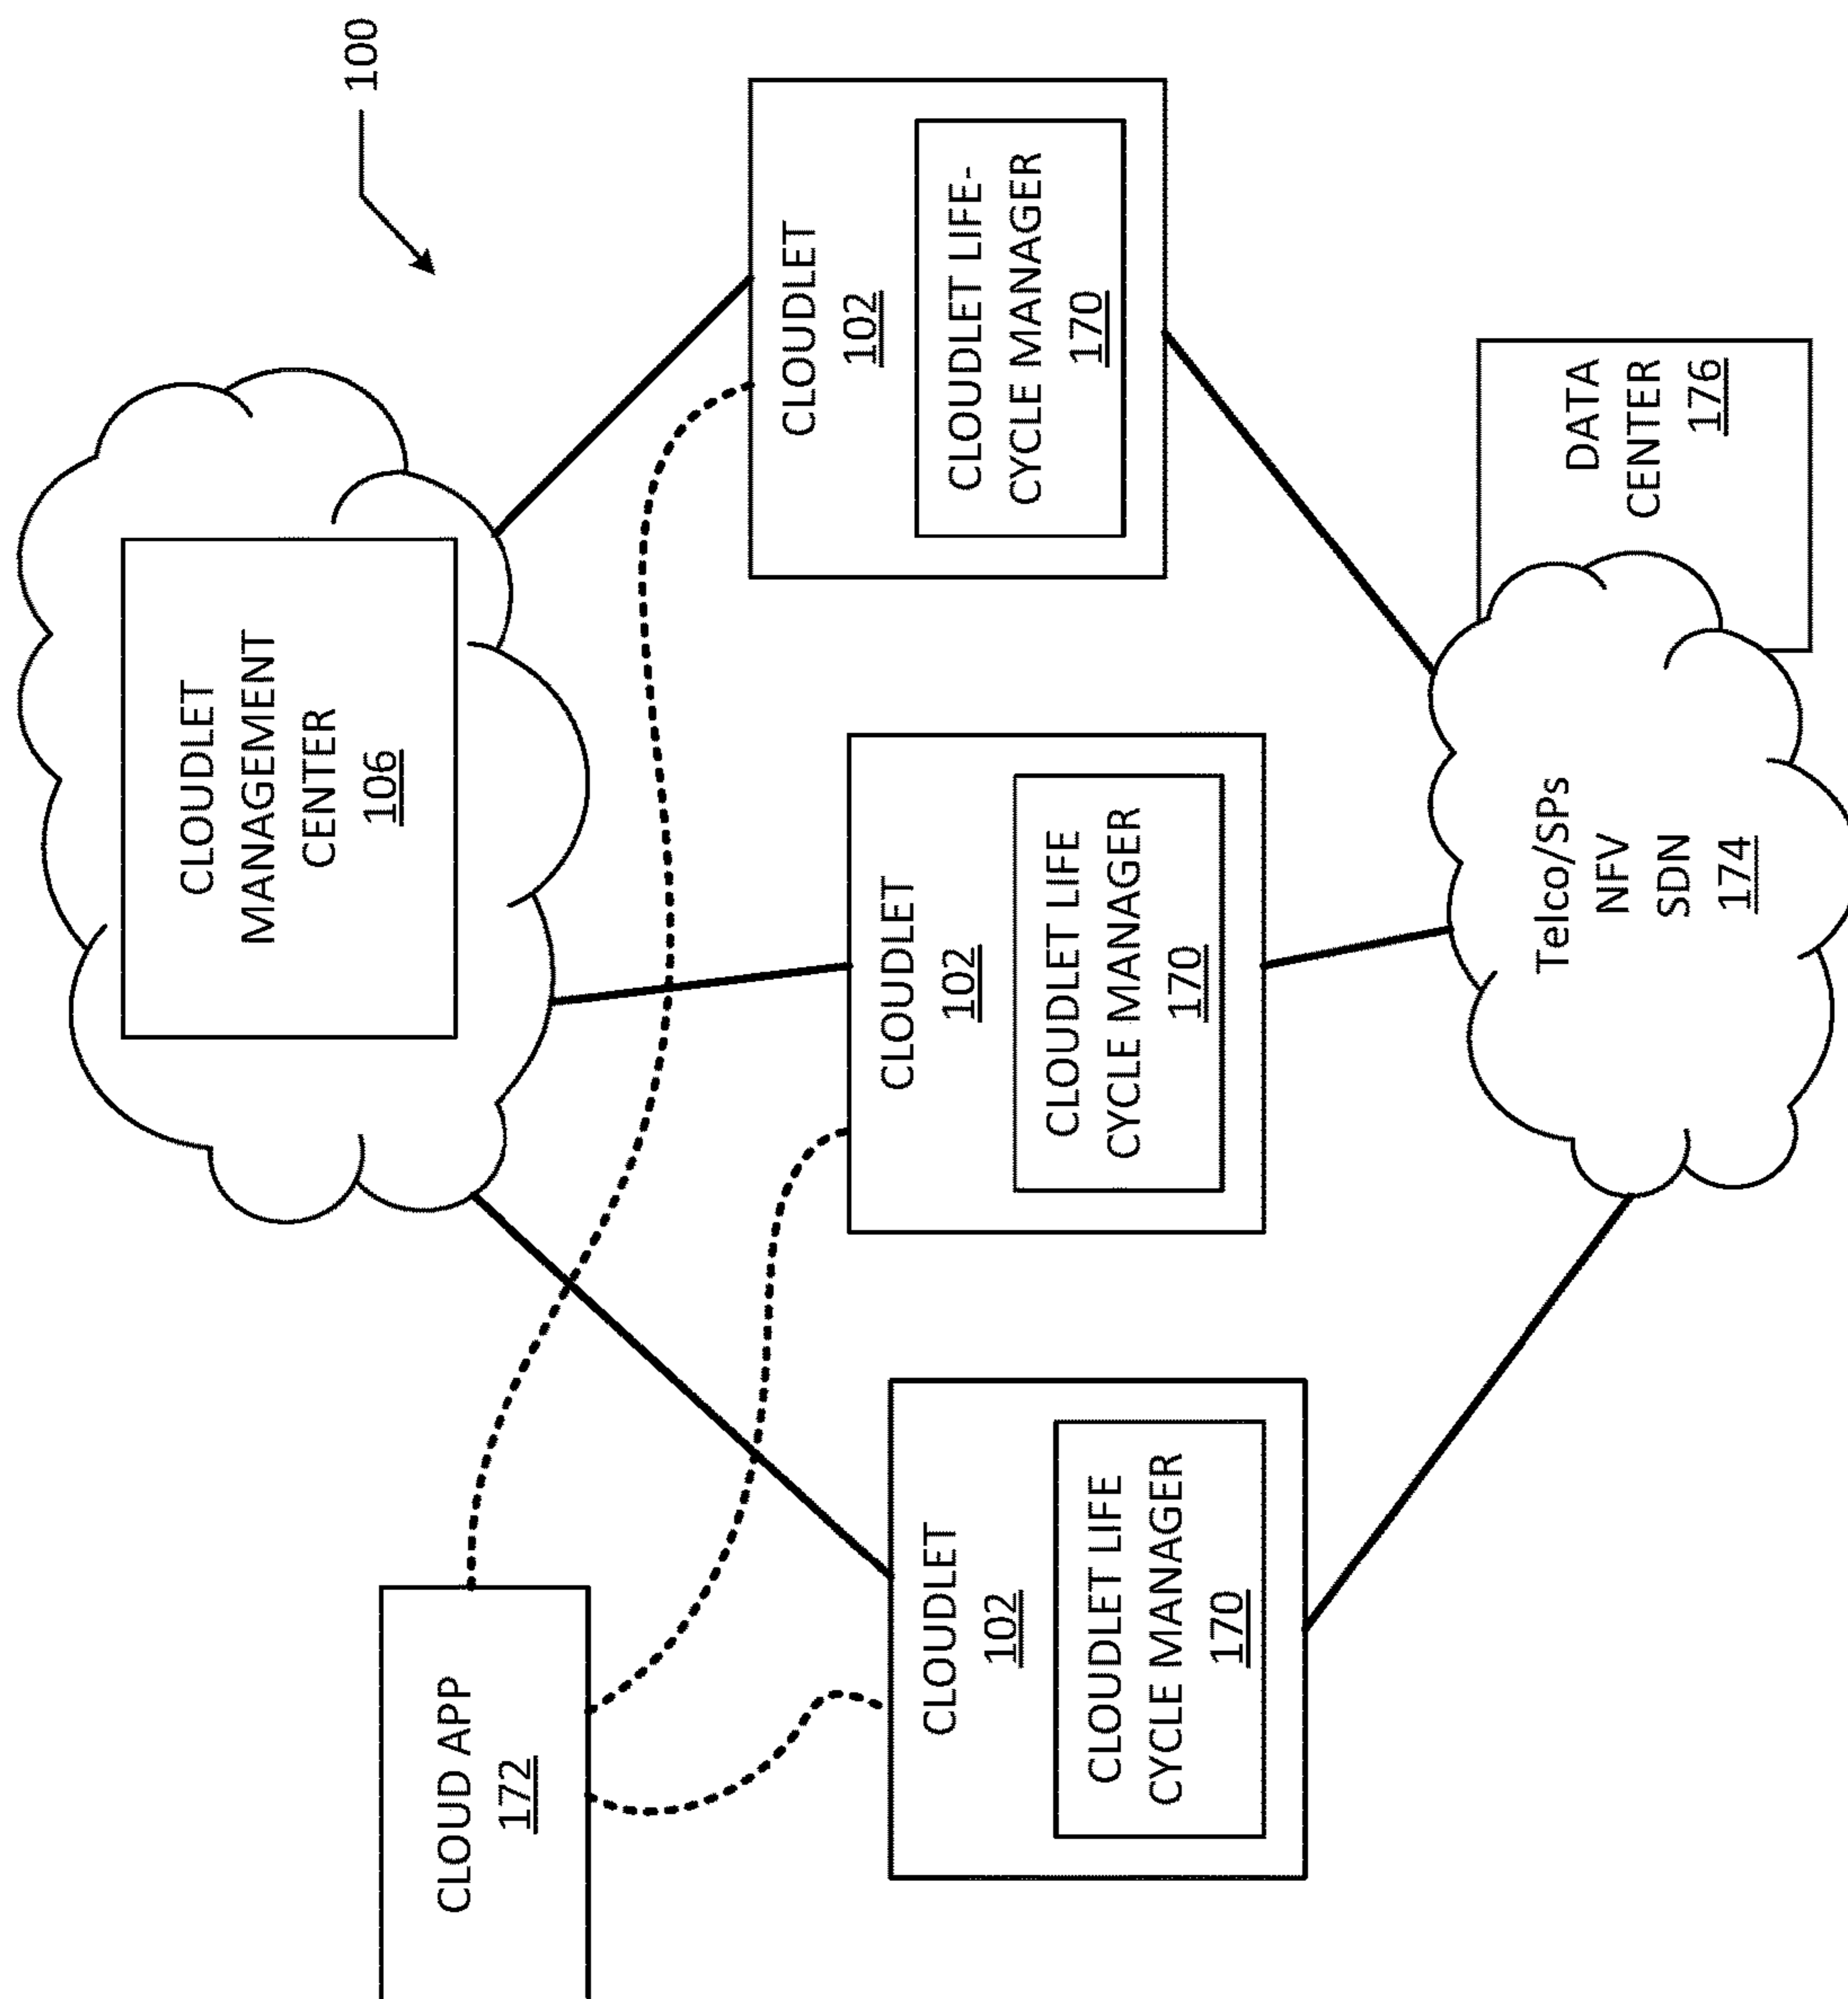 100
CLOUDLET
MANAGEMENT
CENTER
106
CLOUD APP
172
CLOUDLET
102
CLOUDLET LIFE
CYCLE MANAGER
170
CLOUDLET
102
CLOUDLET LIFE
CYCLE MANAGER
170
CLOUDLET
102
CLOUDLET LIFE-
CYCLE MANAGER
170
Telco/SPs
NFV
SDN
174
DATA
CENTER
176